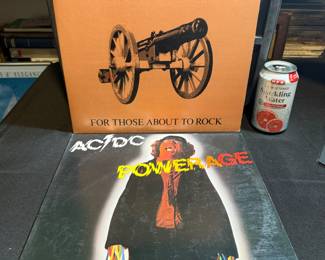 FOR THOSE ABOUT TO ROCK
Sparkling
Water
AC/DC
POWERAGE